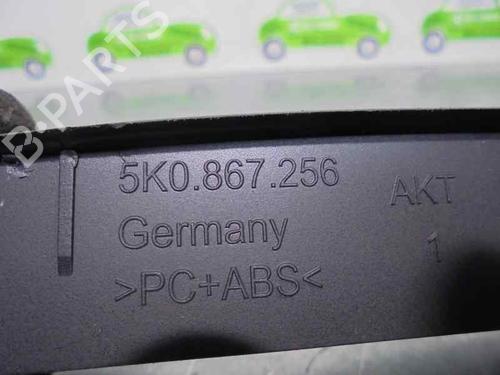 B-PARTS
5K0.867.256
Germany
>PC+ABS<
AKT
1